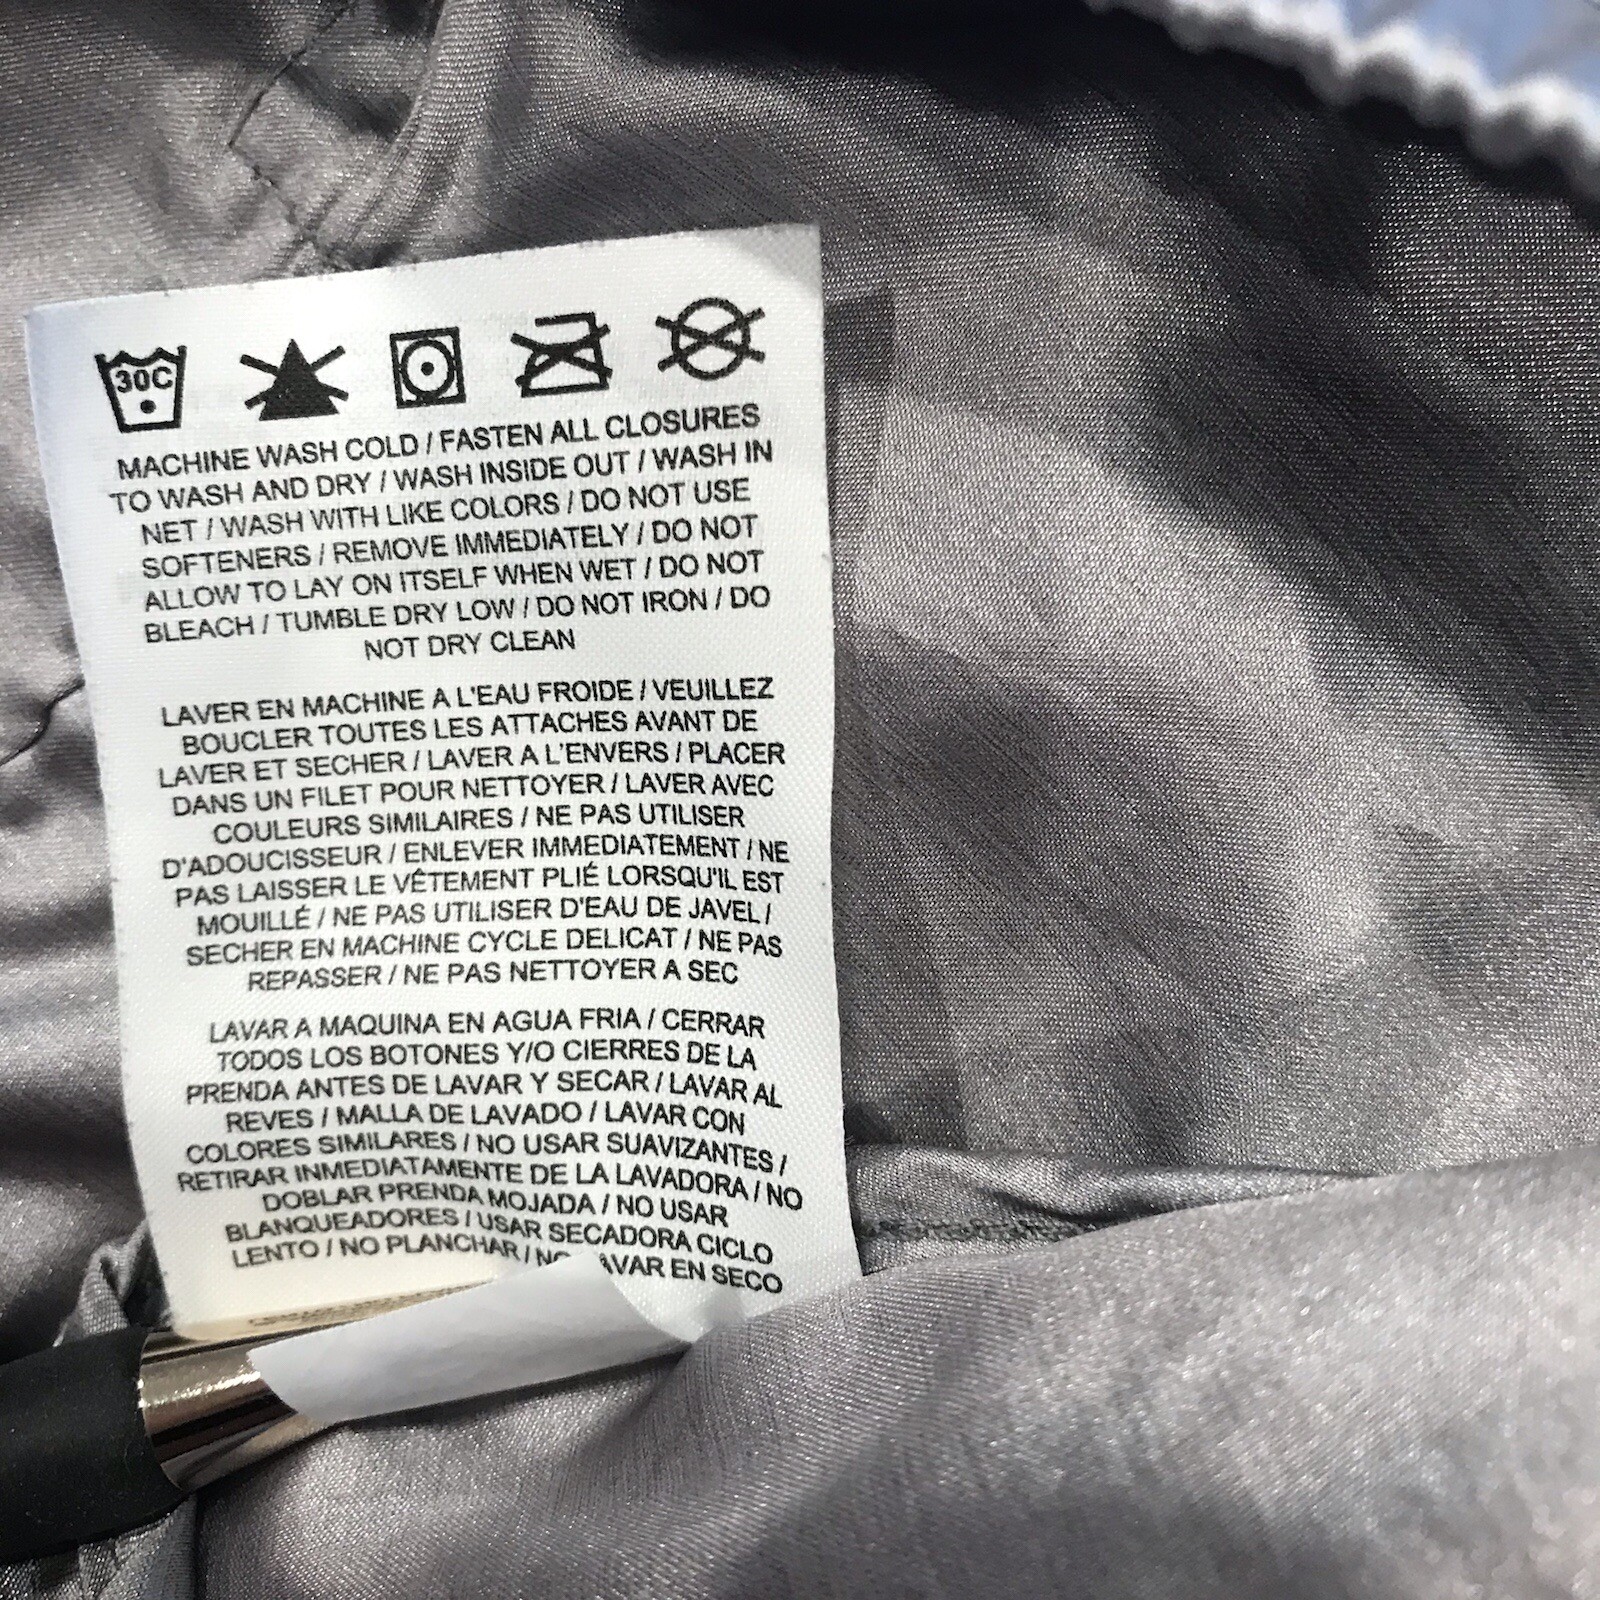 30C
MACHINE WASH COLD / FASTEN ALL CLOSURES
TO WASH AND DRY / WASH INSIDE OUT / WASH IN
NET / WASH WITH LIKE COLORS / DO NOT USE
SOFTENERS / REMOVE IMMEDIATELY / DO NOT
ALLOW TO LAY ON ITSELF WHEN WET / DO NOT
BLEACH / TUMBLE DRY LOW / DO NOT IRON / DO
NOT DRY CLEAN
LAVER EN MACHINE A L'EAU FROIDE / VEUILLEZ
BOUCLER TOUTES LES ATTACHES AVANT DE
LAVER ET SECHER / LAVER A L'ENVERS / PLACER
DANS UN FILET POUR NETTOYER / LAVER AVEC
COULEURS SIMILAIRES / NE PAS UTILISER
D'ADOUCISSEUR / ENLEVER IMMEDIATEMENT / NE
PAS LAISSER LE VÊTEMENT PLIÉ LORSQU'IL EST
MOUILLÉ / NE PAS UTILISER D'EAU DE JAVEL /
SECHER EN MACHINE CYCLE DELICAT / NE PAS
REPASSER / NE PAS NETTOYER A SEC
LAVAR A MAQUINA EN AGUA FRIA / CERRAR
TODOS LOS BOTONES Y/O CIERRES DE LA
PRENDA ANTES DE LAVAR Y SECAR / LAVAR AL
REVES / MALLA DE LAVADO / LAVAR CON
COLORES SIMILARES / NO USAR SUAVIZANTES /
RETIRAR INMEDIATAMENTE DE LA LAVADORA / NO
DOBLAR PRENDA MOJADA / NO USAR
BLANQUEADORES / USAR SECADORA CICLO
LENTO / NO PLANCHAR / NO LAVAR EN SECO